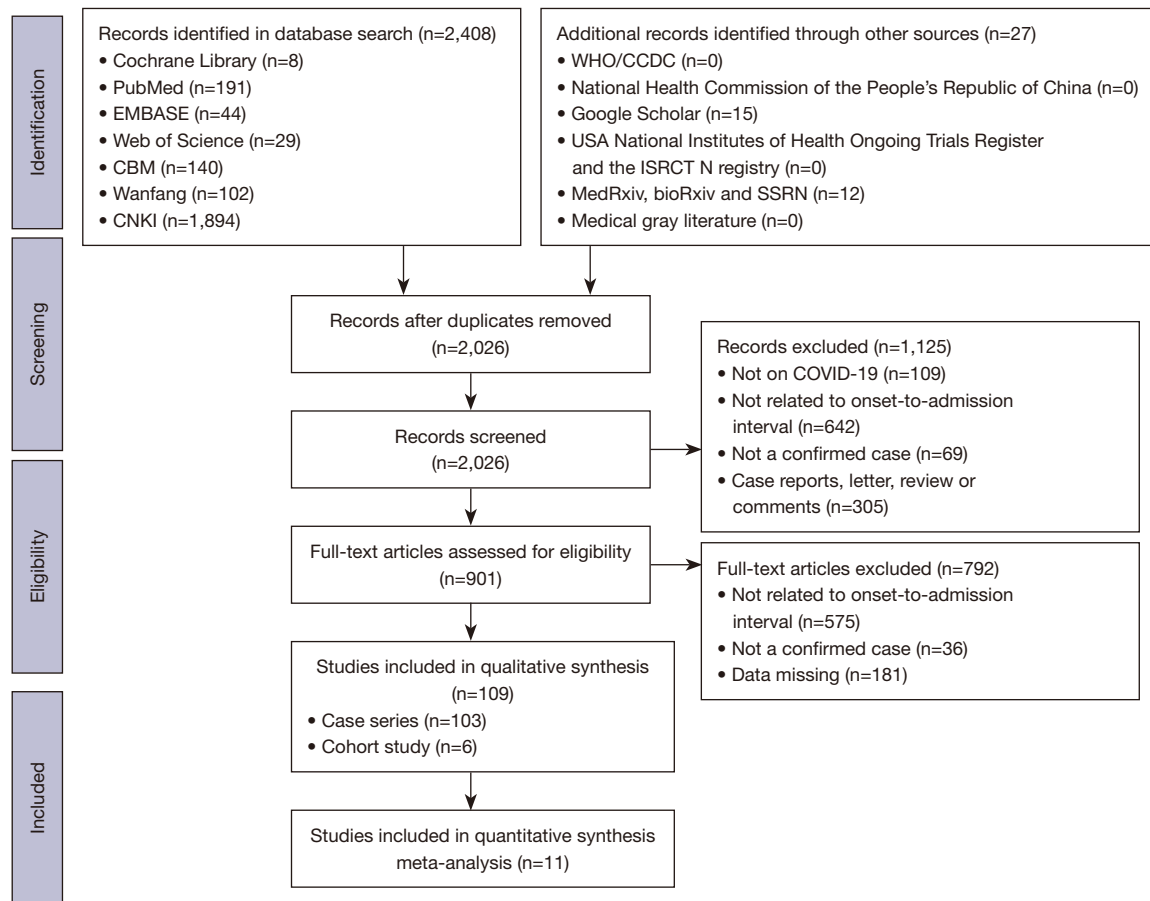 Identification
Records identified in database search (n=2,408)
• Cochrane Library (n=8)
• PubMed (n=191)
• EMBASE (n=44)
• Web of Science (n=29)
• CBM (n=140)
• Wanfang (n=102)
• CNKI (n=1,894)
Additional records identified through other sources (n=27)
• WHO/CCDC (n=0)
• National Health Commission of the People's Republic of China (n=0)
• Google Scholar (n=15)
• USA National Institutes of Health Ongoing Trials Register
and the ISRCT N registry (n=0)
• MedRxiv, bioRxiv and SSRN (n=12)
• Medical gray literature (n=0)
Screening
Records after duplicates removed
(n=2,026)
Records screened
(n=2,026)
Records excluded (n=1,125)
• Not on COVID-19 (n=109)
• Not related to onset-to-admission
interval (n=642)
• Not a confirmed case (n=69)
• Case reports, letter, review or
comments (n=305)
Eligibility
Full-text articles assessed for eligibility
(n=901)
Full-text articles excluded (n=792)
• Not related to onset-to-admission
interval (n=575)
• Not a confirmed case (n=36)
• Data missing (n=181)
Studies included in qualitative synthesis
(n=109)
• Case series (n=103)
• Cohort study (n=6)
Included
Studies included in quantitative synthesis
meta-analysis (n=11)